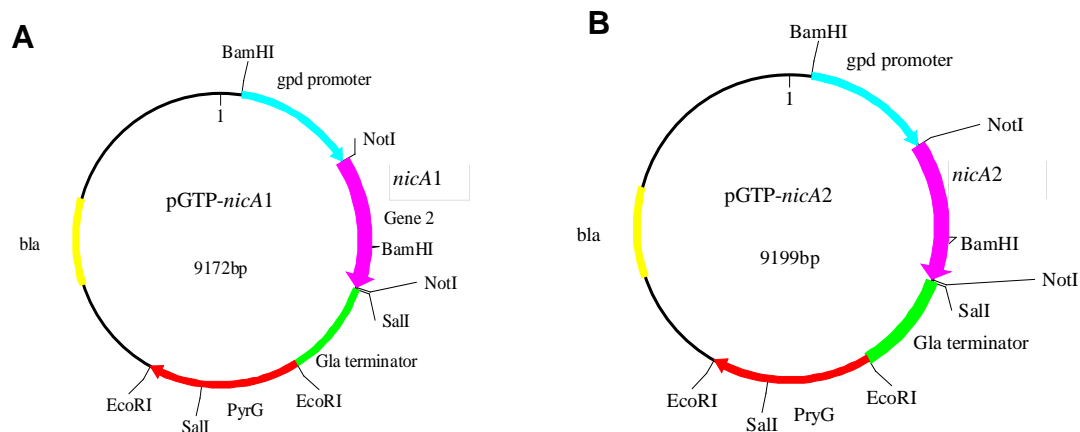 A
BamHI
gpd promoter
1
NotI
nicA1
pGTP-nicA1
Gene 2
bla
BamHI
9172bp
NotI
SalI
Gla terminator
EcoRI
EcoRI
SalI
PyrG
B
BamHI
gpd promoter
1
NotI
nicA2
pGTP-nicA2
bla
BamHI
9199bp
NotI
SalI
Gla terminator
EcoRI
EcoRI
SalI
PryG